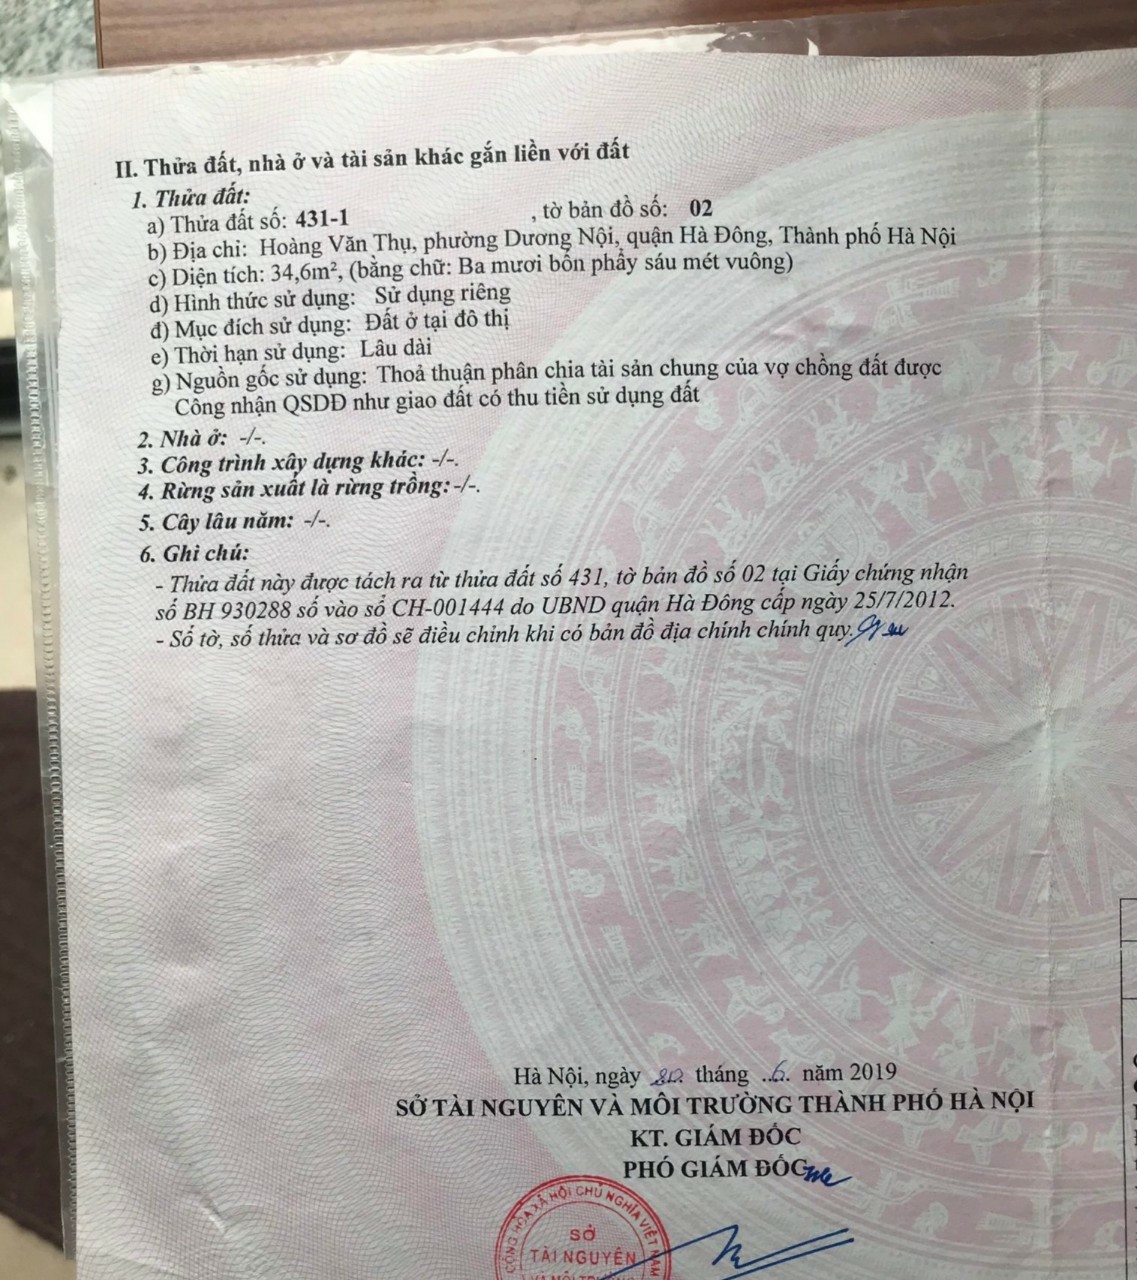 II. Thửa đất, nhà ở và tài sản khác gắn liền với đất
1. Thửa đất:
a) Thửa đất số: 431-1 , tờ bản đồ số: 02
b) Địa chỉ: Hoàng Văn Thụ, phường Dương Nội, quận Hà Đông, Thành phố Hà Nội
c) Diện tích: 34,6m², (bằng chữ: Ba mươi bốn phẩy sáu mét vuông)
d) Hình thức sử dụng: Sử dụng riêng
đ) Mục đích sử dụng: Đất ở tại đô thị
e) Thời hạn sử dụng: Lâu dài
g) Nguồn gốc sử dụng: Thoả thuận phân chia tài sản chung của vợ chồng đất được
Công nhận QSDĐ như giao đất có thu tiền sử dụng đất
2. Nhà ở: -/-.
3. Công trình xây dựng khác: -/-.
4. Rừng sản xuất là rừng trồng: -/-.
5. Cây lâu năm: -/-.
6. Ghi chú:
- Thửa đất này được tách ra từ thửa đất số 431, tờ bản đồ số 02 tại Giấy chứng nhận
số BH 930288 số vào sổ CH-001444 do UBND quận Hà Đông cấp ngày 25/7/2012.
- Số tờ, số thửa và sơ đồ sẽ điều chỉnh khi có bản đồ địa chính chính quy.
Hà Nội, ngày tháng ..6.. năm 2019
SỞ TÀI NGUYÊN VÀ MÔI TRƯỜNG THÀNH PHỐ HÀ NỘI
KT. GIÁM ĐỐC
PHÓ GIÁM ĐỐC
CỘNG HÒA XÃ HỘI CHỦ NGHĨA VIỆT NAM
SỞ
TÀI NGUYÊN